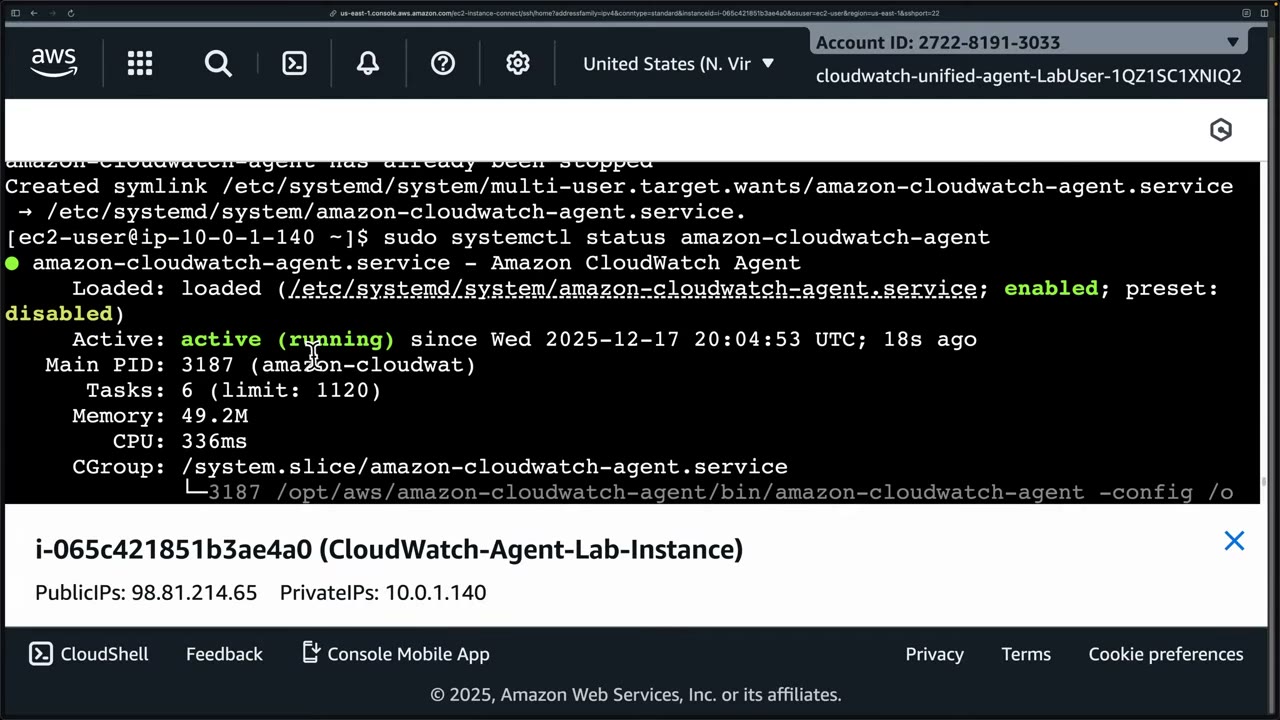 us-east-1.console.aws.amazon.com/ec2-instance-connect/ssh/home?addressfamily=ipv4&conntype=standard&instanceid=i-065c421851b3ae4a0&osuser=ec2-user&region=us-east-1&sshport=22
aws
United States (N. Vir
Account ID: 2722-8191-3033
cloudwatch-unified-agent-LabUser-1QZ1SC1XNIQ2
amazon-cloudwatch-agent has already been stopped
Created symlink /etc/systemd/system/multi-user.target.wants/amazon-cloudwatch-agent.service
→ /etc/systemd/system/amazon-cloudwatch-agent.service.
[ec2-user@ip-10-0-1-140 ~]$ sudo systemctl status amazon-cloudwatch-agent
● amazon-cloudwatch-agent.service - Amazon CloudWatch Agent
Loaded: loaded (/etc/systemd/system/amazon-cloudwatch-agent.service; enabled; preset:
disabled)
Active: active (running) since Wed 2025-12-17 20:04:53 UTC; 18s ago
Main PID: 3187 (amazon-cloudwat)
Tasks: 6 (limit: 1120)
Memory: 49.2M
CPU: 336ms
CGroup: /system.slice/amazon-cloudwatch-agent.service
└─3187 /opt/aws/amazon-cloudwatch-agent/bin/amazon-cloudwatch-agent -config /o
i-065c421851b3ae4a0 (CloudWatch-Agent-Lab-Instance)
PublicIPs: 98.81.214.65 PrivateIPs: 10.0.1.140
CloudShell Feedback Console Mobile App Privacy Terms Cookie preferences
© 2025, Amazon Web Services, Inc. or its affiliates.